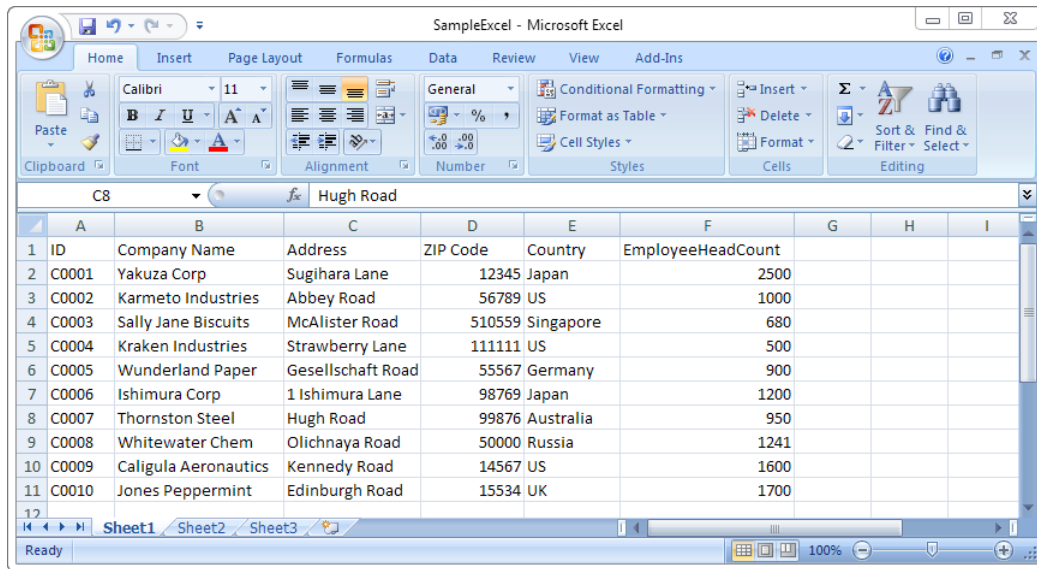 SampleExcel - Microsoft Excel
Home Insert Page Layout Formulas Data Review View Add-Ins
Calibri 11 General Conditional Formatting Insert Σ
B I U A A % , Format as Table Delete
Paste A Cell Styles Format Sort & Filter Find & Select
Clipboard Font Alignment Number Styles Cells Editing
C8 fx Hugh Road
A B C D E F G H I
1 ID Company Name Address ZIP Code Country EmployeeHeadCount
2 C0001 Yakuza Corp Sugihara Lane 12345 Japan 2500
3 C0002 Karmeto Industries Abbey Road 56789 US 1000
4 C0003 Sally Jane Biscuits McAlister Road 510559 Singapore 680
5 C0004 Kraken Industries Strawberry Lane 111111 US 500
6 C0005 Wunderland Paper Gesellschaft Road 55567 Germany 900
7 C0006 Ishimura Corp 1 Ishimura Lane 98769 Japan 1200
8 C0007 Thornston Steel Hugh Road 99876 Australia 950
9 C0008 Whitewater Chem Olichnaya Road 50000 Russia 1241
10 C0009 Caligula Aeronautics Kennedy Road 14567 US 1600
11 C0010 Jones Peppermint Edinburgh Road 15534 UK 1700
12
Sheet1 Sheet2 Sheet3
Ready 100%